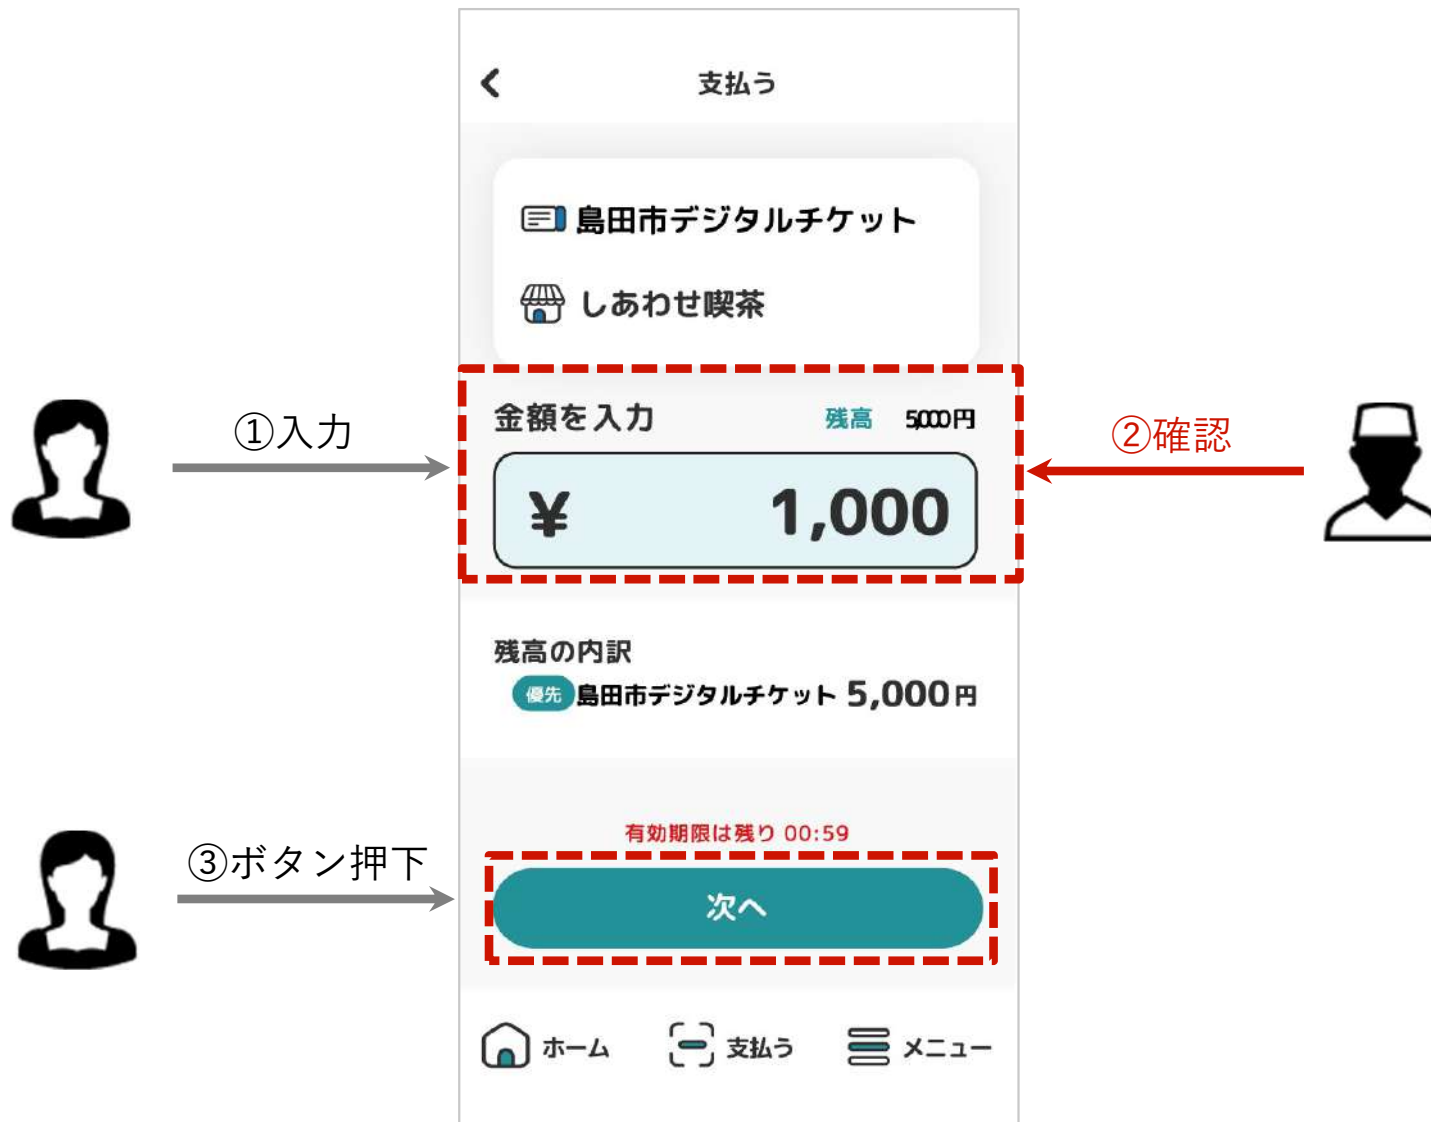 支払う
島田市デジタルチケット
しあわせ喫茶
金額を入力 残高 5,000円
¥ 1,000
①入力
②確認
残高の内訳
優先 島田市デジタルチケット 5,000円
有効期限は残り 00:59
③ボタン押下
次へ
ホーム 支払う メニュー